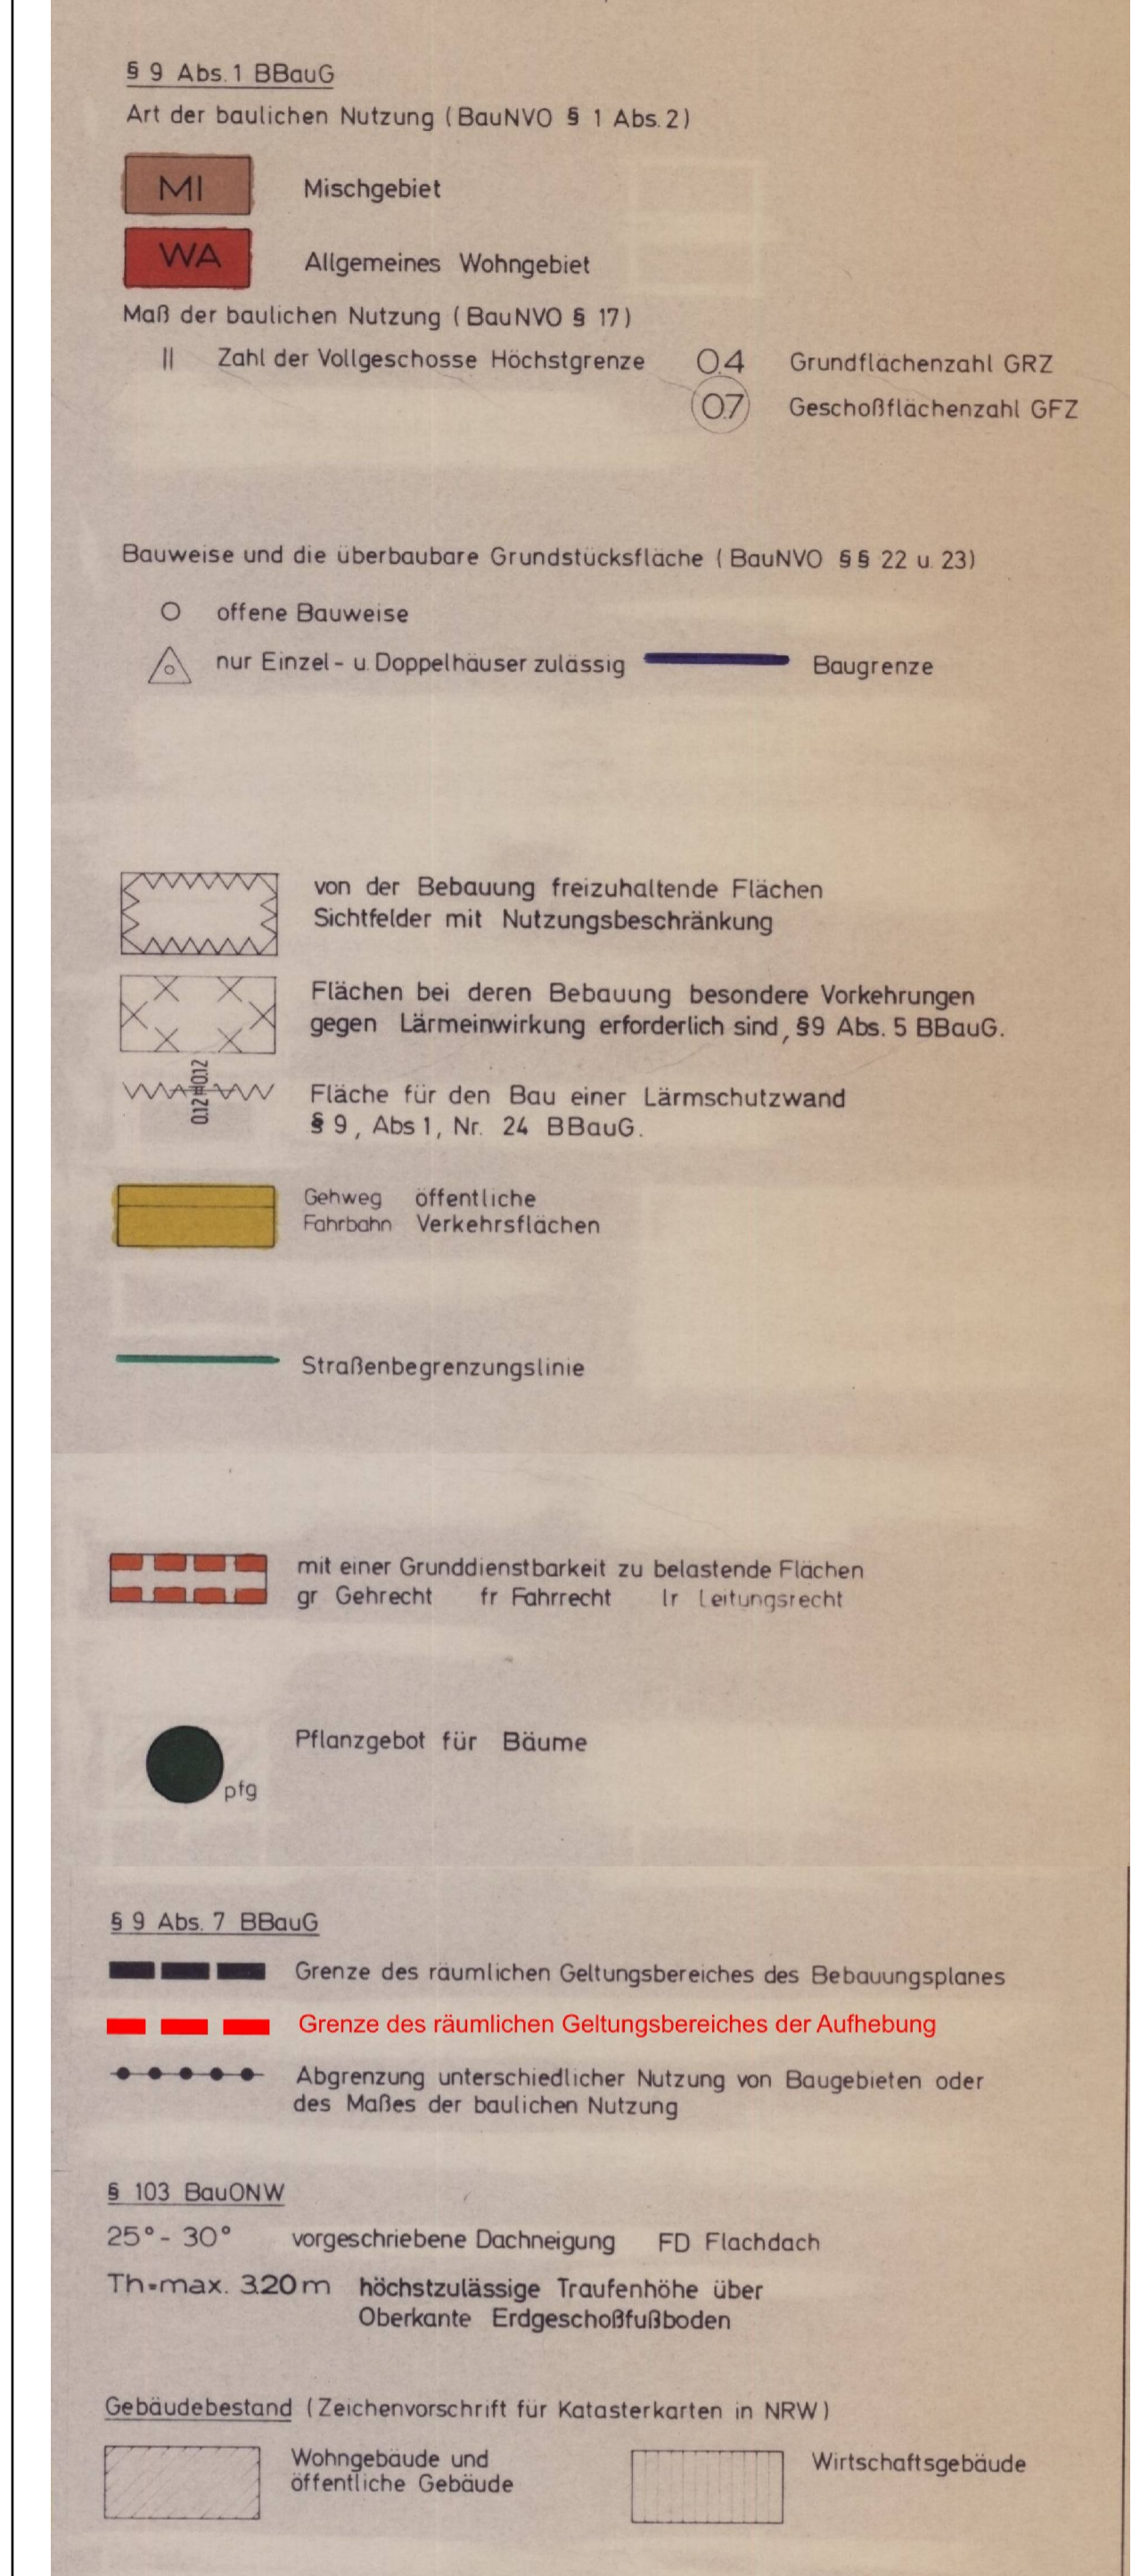 § 9 Abs. 1 BBauG
Art der baulichen Nutzung (BauNVO § 1 Abs. 2)
MI Mischgebiet
WA Allgemeines Wohngebiet
Maß der baulichen Nutzung (BauNVO § 17)
II Zahl der Vollgeschosse Höchstgrenze 0.4 Grundflächenzahl GRZ
0.7 Geschoßflächenzahl GFZ
Bauweise und die überbaubare Grundstücksfläche (BauNVO §§ 22 u. 23)
o offene Bauweise
o nur Einzel- u. Doppelhäuser zulässig Baugrenze
von der Bebauung freizuhaltende Flächen
Sichtfelder mit Nutzungsbeschränkung
Flächen bei deren Bebauung besondere Vorkehrungen
gegen Lärmeinwirkung erforderlich sind, §9 Abs. 5 BBauG.
0.12 0.12 Fläche für den Bau einer Lärmschutzwand
§ 9, Abs 1, Nr. 24 BBauG.
Gehweg öffentliche
Fahrbahn Verkehrsflächen
Straßenbegrenzungslinie
mit einer Grunddienstbarkeit zu belastende Flächen
gr Gehrecht fr Fahrrecht lr Leitungsrecht
Pflanzgebot für Bäume
pfg
§ 9 Abs. 7 BBauG
Grenze des räumlichen Geltungsbereiches des Bebauungsplanes
Grenze des räumlichen Geltungsbereiches der Aufhebung
Abgrenzung unterschiedlicher Nutzung von Baugebieten oder
des Maßes der baulichen Nutzung
§ 103 BauONW
25° - 30° vorgeschriebene Dachneigung FD Flachdach
Th=max. 3.20 m höchstzulässige Traufenhöhe über
Oberkante Erdgeschoßfußboden
Gebäudebestand (Zeichenvorschrift für Katasterkarten in NRW)
Wohngebäude und Wirtschaftsgebäude
öffentliche Gebäude